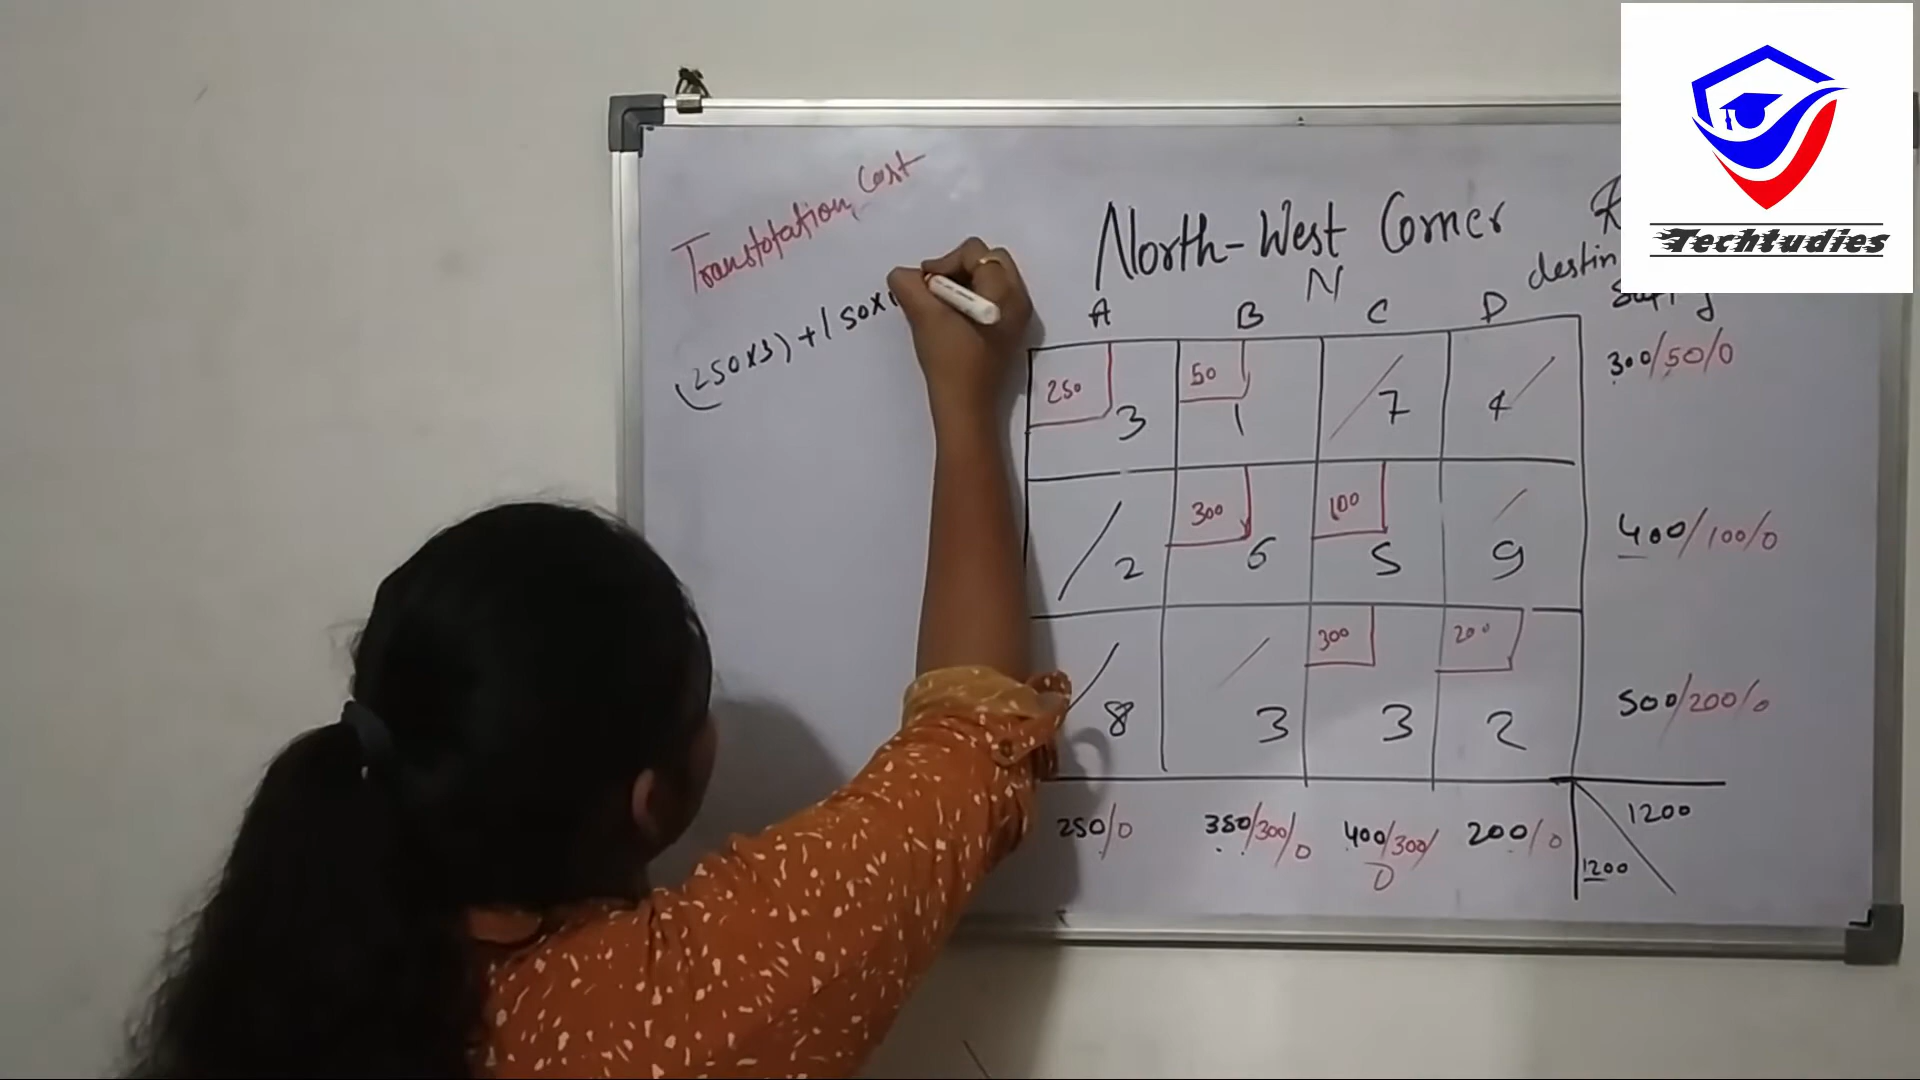 Techtudies
Transpotation Cost
North-West Corner
destin
N
A B C D
(250x3) + (50x1
250 3 50 1 7 4 300/50/0
2 300 6 100 5 9 400/100/0
8 3 300 3 200 2 500/200/0
250/0 350/300/0 400/300/0 200/0 1200
1200